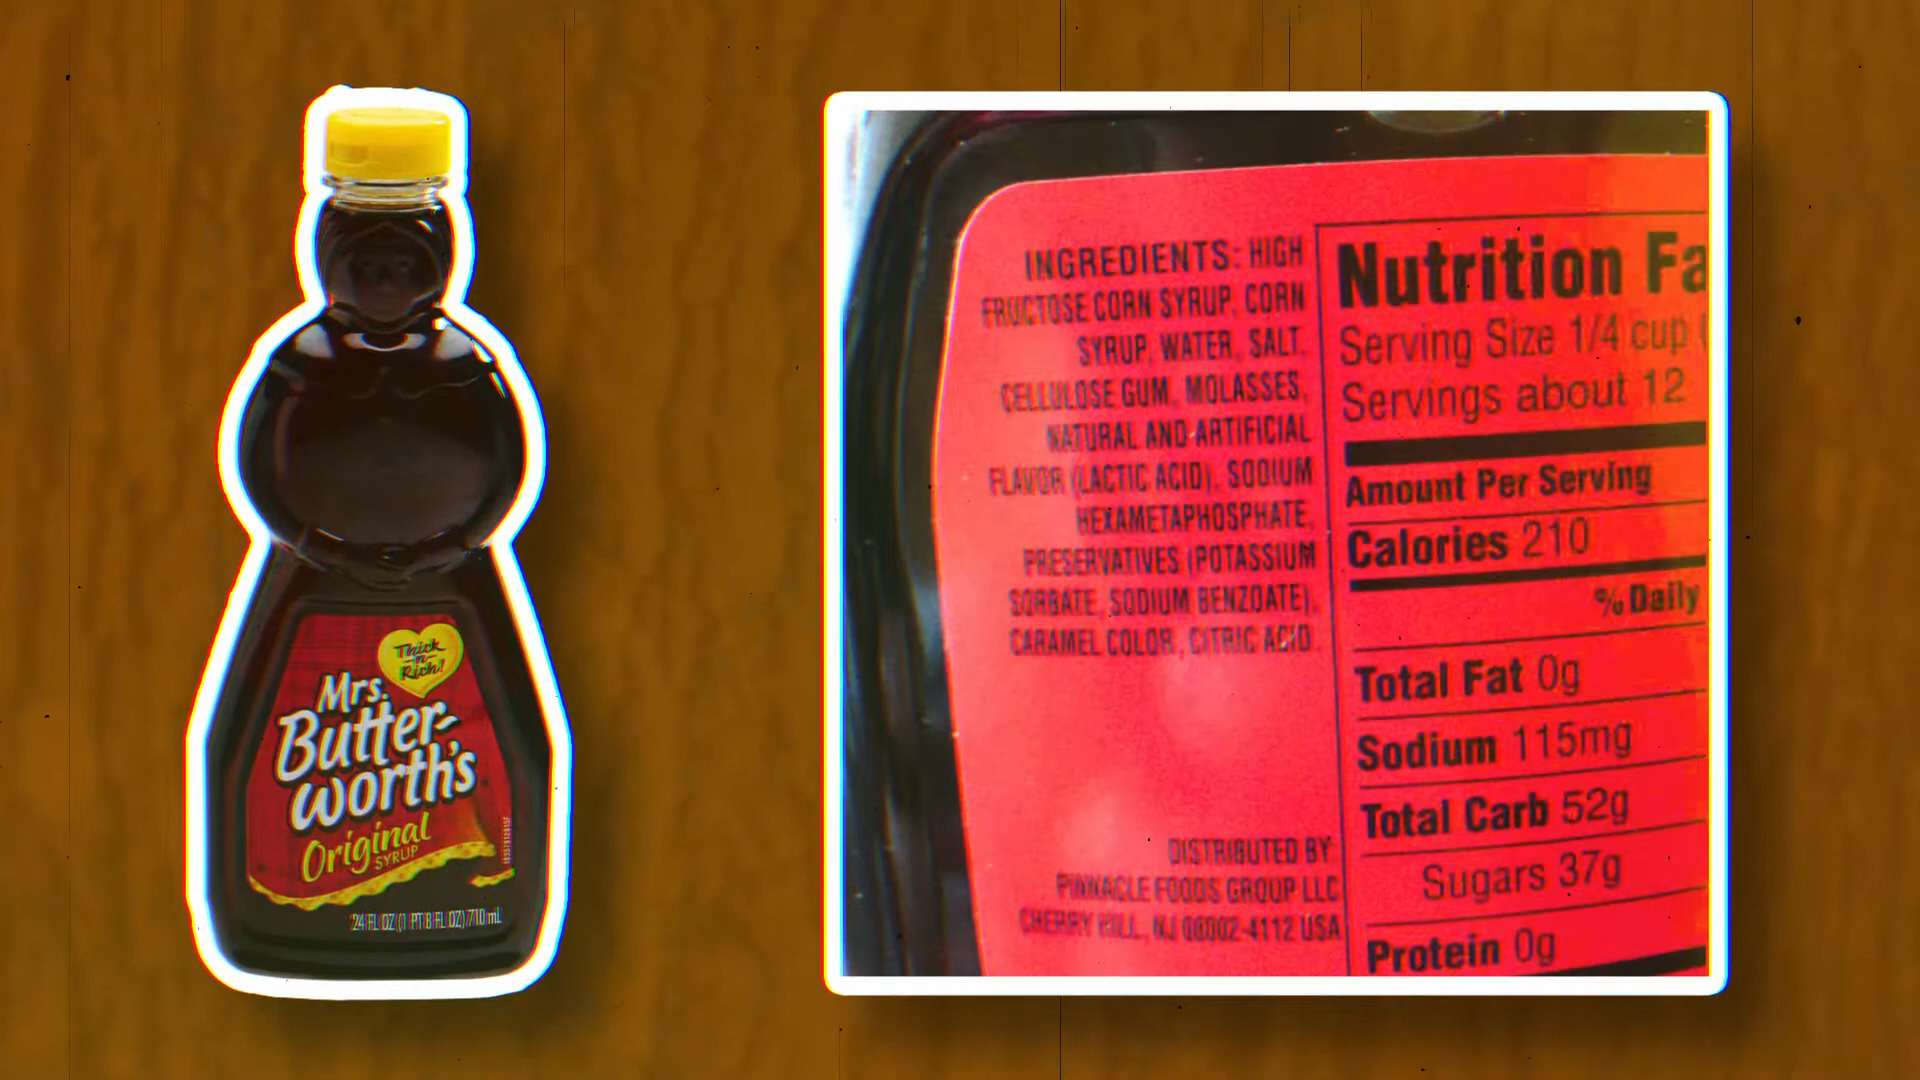 Thick
-n-
Rich!
Mrs.
Butter-
worth's
Original
SYRUP
24 FL OZ (1 PT 8 FL OZ) 710 mL
INGREDIENTS: HIGH
FRUCTOSE CORN SYRUP, CORN
SYRUP, WATER, SALT,
CELLULOSE GUM, MOLASSES,
NATURAL AND ARTIFICIAL
FLAVOR (LACTIC ACID), SODIUM
HEXAMETAPHOSPHATE,
PRESERVATIVES (POTASSIUM
SORBATE, SODIUM BENZOATE),
CARAMEL COLOR, CITRIC ACID.
DISTRIBUTED BY
PINNACLE FOODS GROUP LLC
CHERRY HILL, NJ 08002-4112 USA
Nutrition Fa
Serving Size 1/4 cup (
Servings about 12
Amount Per Serving
Calories 210
% Daily
Total Fat 0g
Sodium 115mg
Total Carb 52g
Sugars 37g
Protein 0g